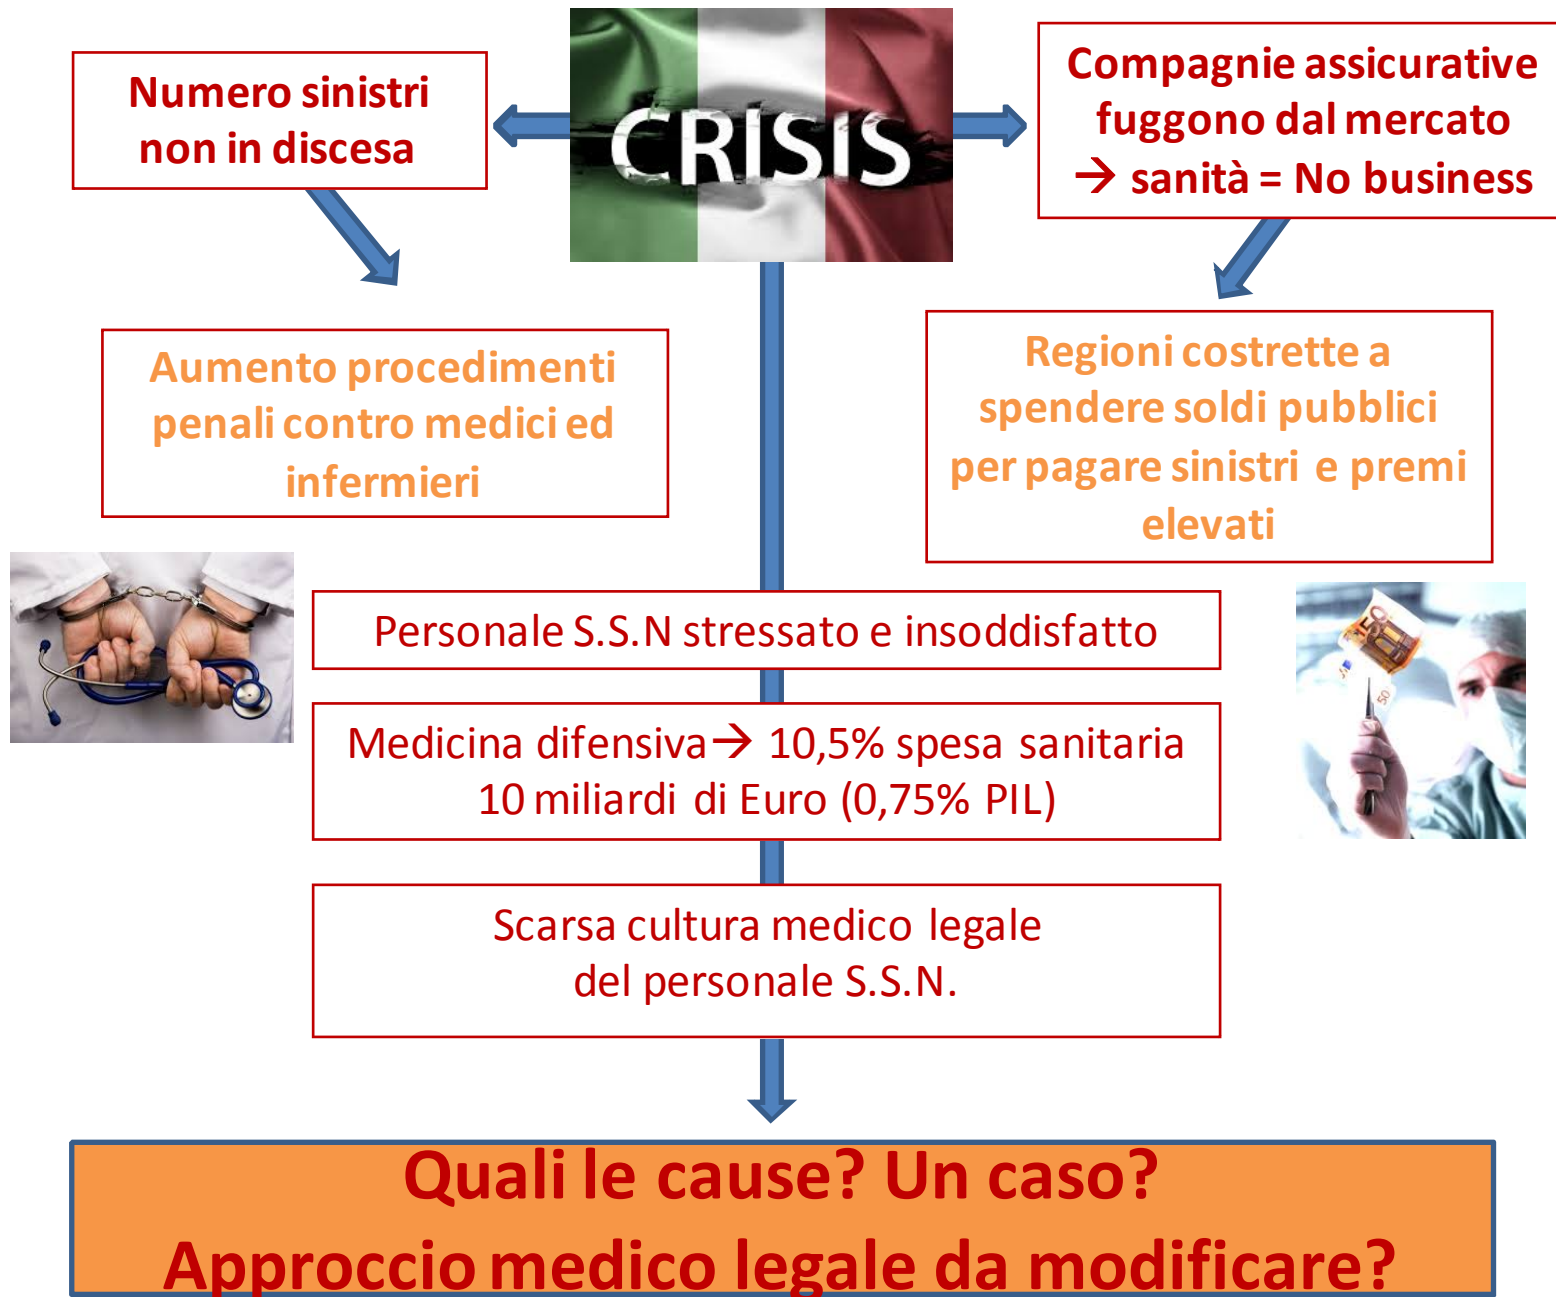 Numero sinistri
non in discesa
CRISIS
Compagnie assicurative
fuggono dal mercato
→ sanità = No business
Aumento procedimenti
penali contro medici ed
infermieri
Regioni costrette a
spendere soldi pubblici
per pagare sinistri e premi
elevati
Personale S.S.N stressato e insoddisfatto
50
50
Medicina difensiva→ 10,5% spesa sanitaria
10 miliardi di Euro (0,75% PIL)
Scarsa cultura medico legale
del personale S.S.N.
Quali le cause? Un caso?
Approccio medico legale da modificare?